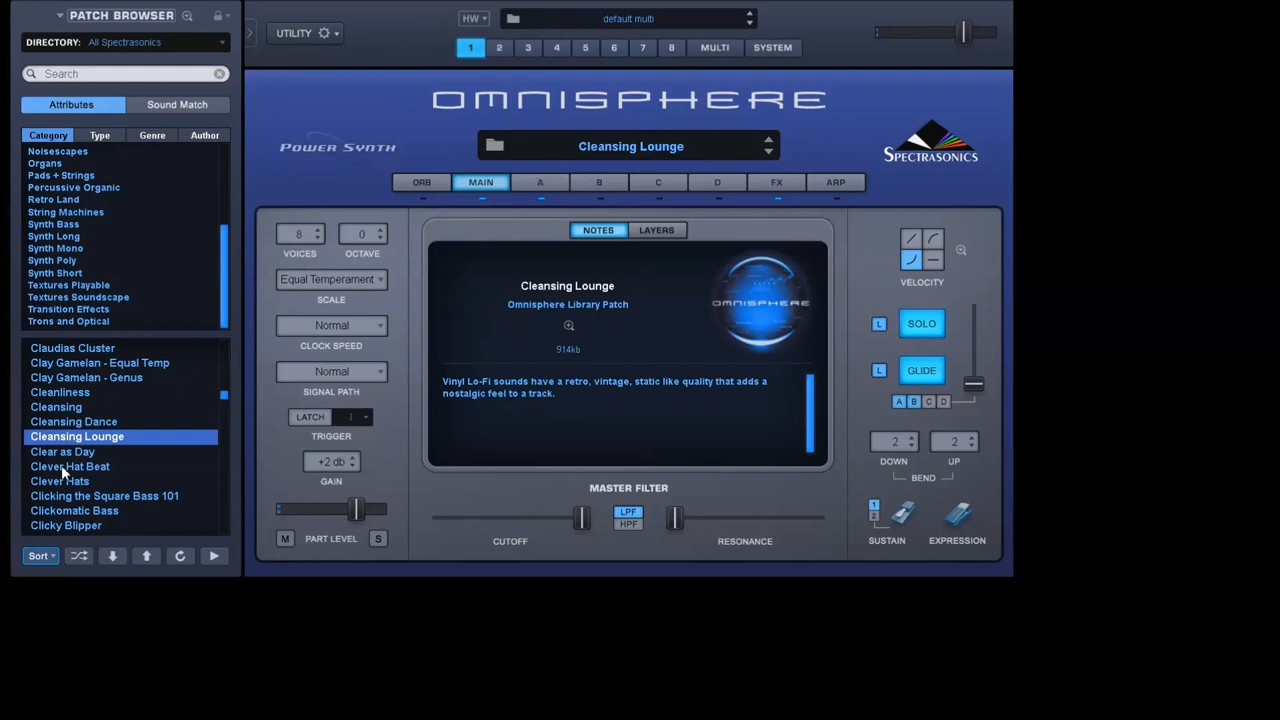 PATCH BROWSER
DIRECTORY: All Spectrasonics
Search
Attributes Sound Match
Category Type Genre Author
Noisescapes
Organs
Pads + Strings
Percussive Organic
Retro Land
String Machines
Synth Bass
Synth Long
Synth Mono
Synth Poly
Synth Short
Textures Playable
Textures Soundscape
Transition Effects
Trons and Optical
Claudias Cluster
Clay Gamelan - Equal Temp
Clay Gamelan - Genus
Cleanliness
Cleansing
Cleansing Dance
Cleansing Lounge
Clear as Day
Clever Hat Beat
Clever Hats
Clicking the Square Bass 101
Clickomatic Bass
Clicky Blipper
Sort
UTILITY
HW
default multi
1 2 3 4 5 6 7 8 MULTI SYSTEM
OMNISPHERE
POWER SYNTH
Cleansing Lounge
SPECTRASONICS
ORB MAIN A B C D FX ARP
8 0
VOICES OCTAVE
Equal Temperament
SCALE
Normal
CLOCK SPEED
Normal
SIGNAL PATH
LATCH 1
TRIGGER
+2 db
GAIN
M PART LEVEL S
NOTES LAYERS
Cleansing Lounge
Omnisphere Library Patch
914kb
OMNISPHERE
Vinyl Lo-Fi sounds have a retro, vintage, static like quality that adds a
nostalgic feel to a track.
MASTER FILTER
LPF
HPF
CUTOFF RESONANCE
VELOCITY
L SOLO
L GLIDE
A B C D
2 2
DOWN UP
BEND
1
2
SUSTAIN EXPRESSION